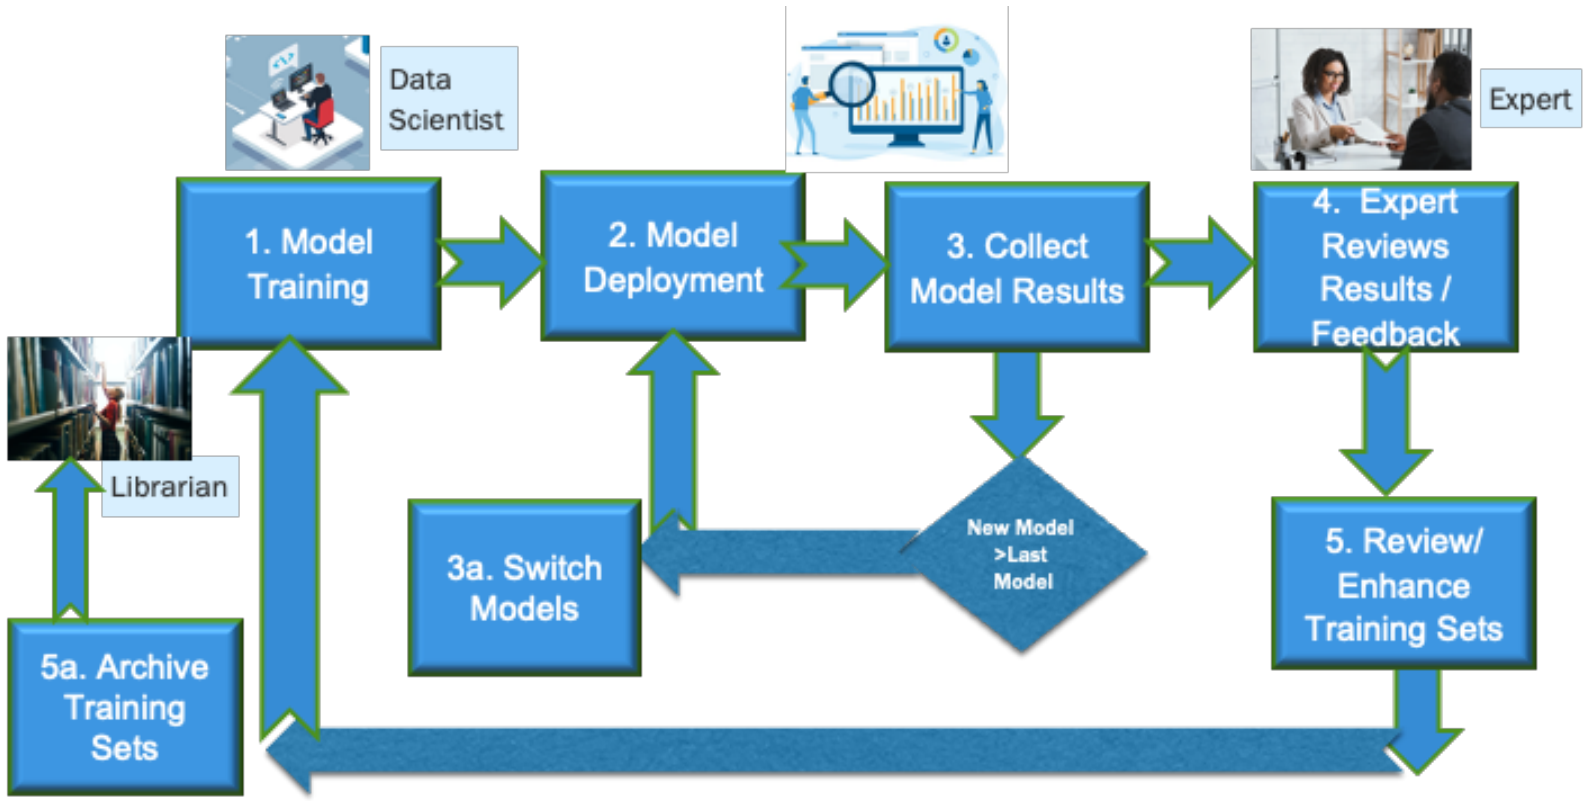 Data
Scientist
Expert
1. Model
Training
2. Model
Deployment
3. Collect
Model Results
4. Expert
Reviews
Results /
Feedback
Librarian
New Model
>Last
Model
3a. Switch
Models
5. Review/
Enhance
Training Sets
5a. Archive
Training
Sets